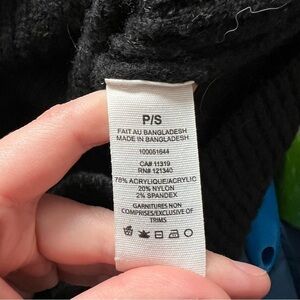 P/S
FAIT AU BANGLADESH
MADE IN BANGLADESH
100051644
CA# 11319
RN# 121340
78% ACRYLIQUE/ACRYLIC
20% NYLON
2% SPANDEX
GARNITURES NON
COMPRISES/EXCLUSIVE OF
TRIMS